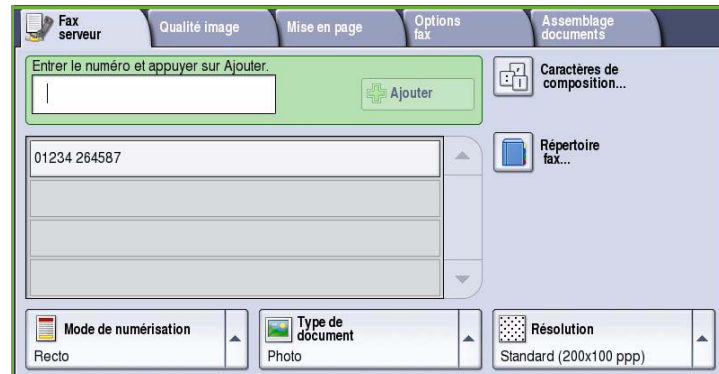 Fax
serveur
Qualité image
Mise en page
Options
fax
Assemblage
documents
Entrer le numéro et appuyer sur Ajouter.
Ajouter
Caractères de
composition...
01234 264587
Répertoire
fax...
Mode de numérisation
Recto
Type de
document
Photo
Résolution
Standard (200x100 ppp)